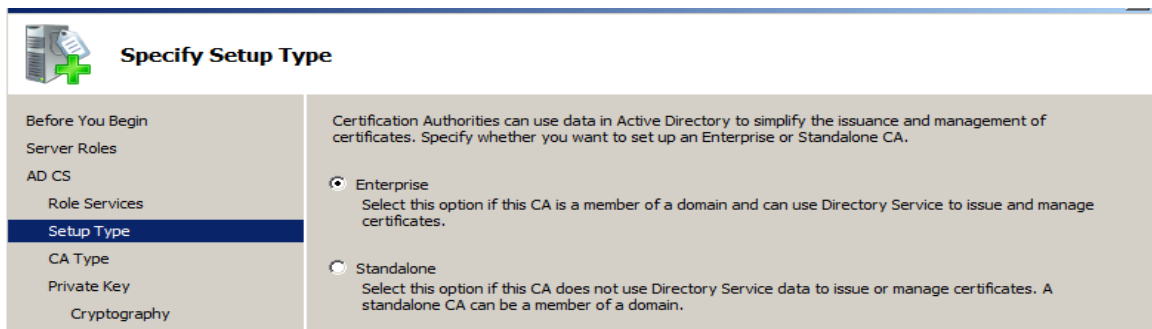 Specify Setup Type
Before You Begin
Server Roles
AD CS
Role Services
Setup Type
CA Type
Private Key
Cryptography
Certification Authorities can use data in Active Directory to simplify the issuance and management of
certificates. Specify whether you want to set up an Enterprise or Standalone CA.
Enterprise
Select this option if this CA is a member of a domain and can use Directory Service to issue and manage
certificates.
Standalone
Select this option if this CA does not use Directory Service data to issue or manage certificates. A
standalone CA can be a member of a domain.